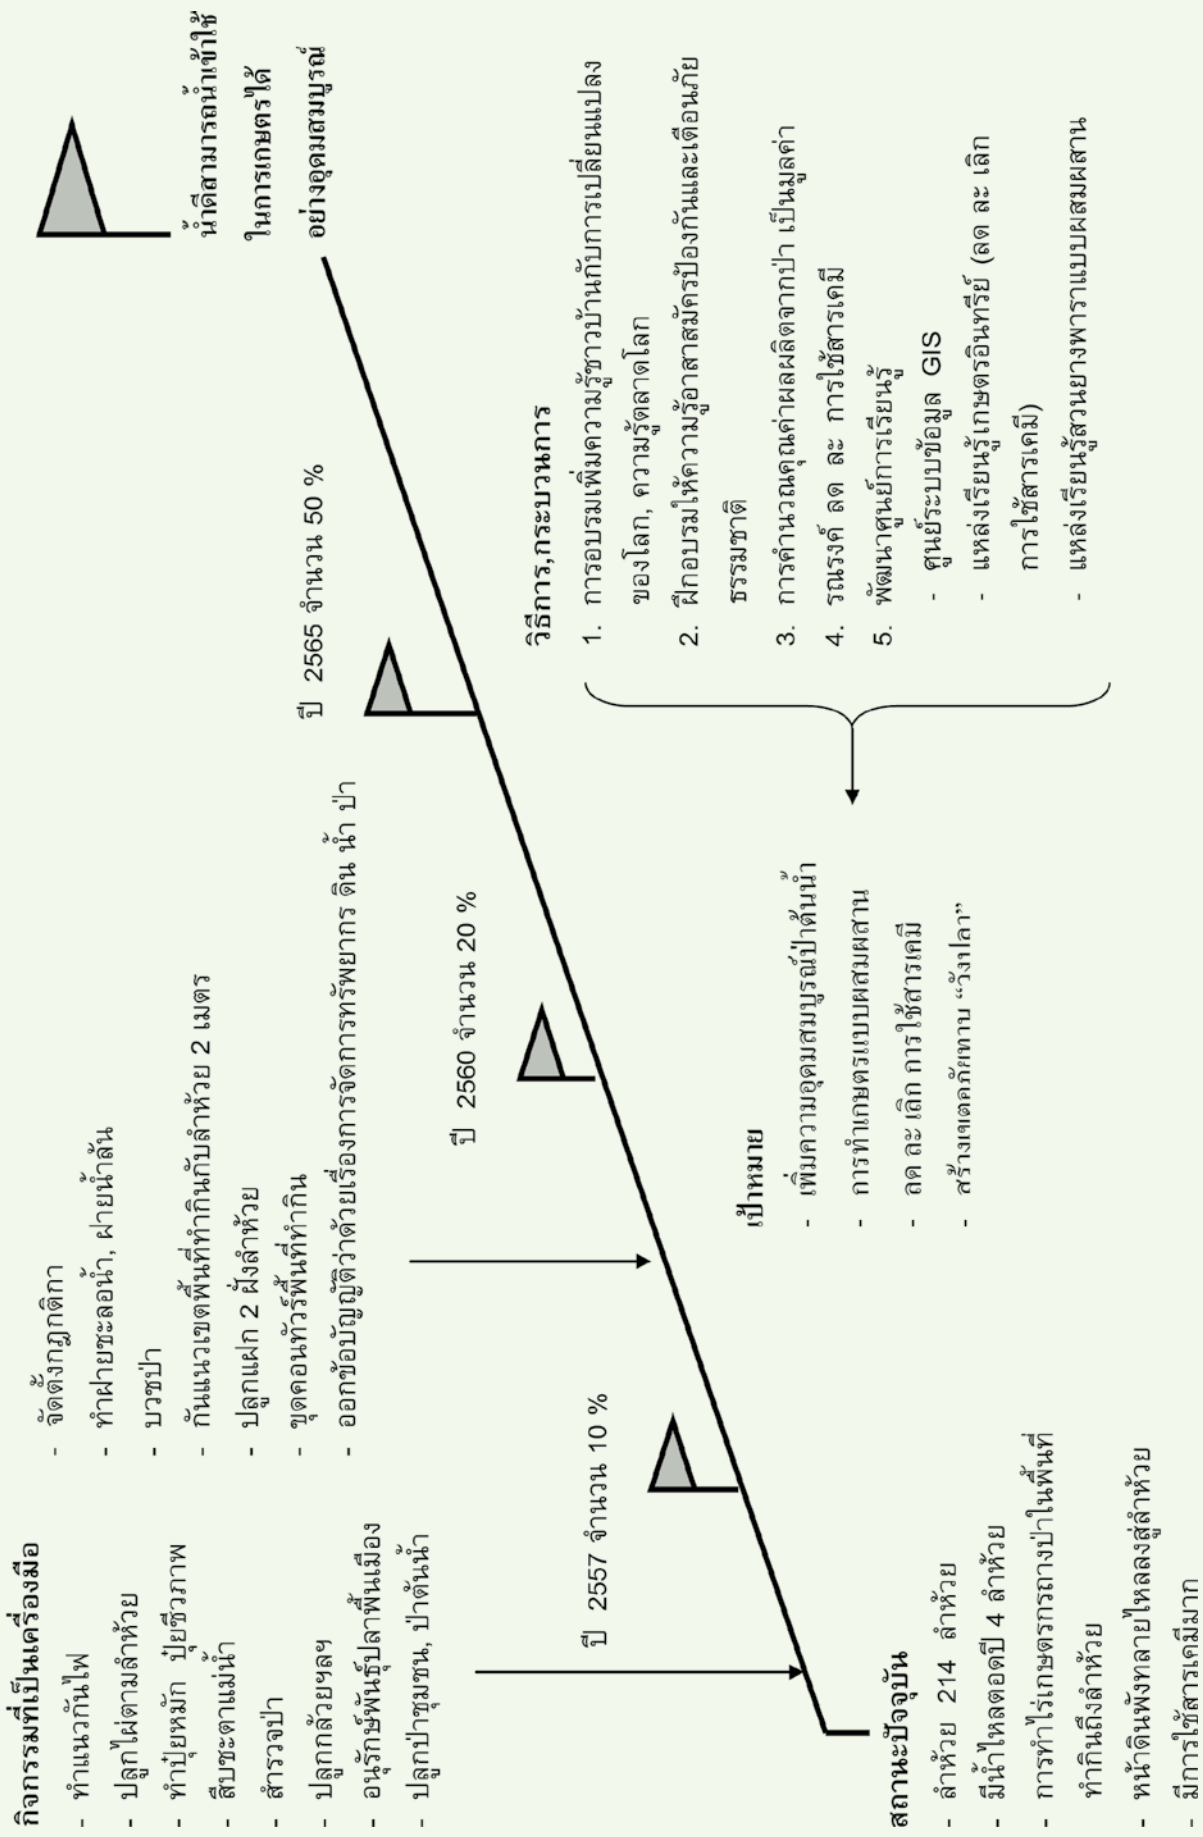 กิจกรรมที่เป็นเครื่องมือ
- ทำแนวกันไฟ
- ปลูกไผ่ตามลำห้วย
- ทำปุ๋ยหมัก ปุ๋ยชีวภาพ
- สืบชะตาแม่น้ำ
- สำรวจป่า
- ปลูกกล้วยฯลฯ
- อนุรักษ์พันธุ์ปลาพื้นเมือง
- ปลูกป่าชุมชน, ป่าต้นน้ำ
- จัดตั้งกฎกติกา
- ทำฝายชะลอน้ำ, ฝายน้ำล้น
- บวชป่า
- กันแนวเขตพื้นที่ทำกินกับลำห้วย 2 เมตร
- ปลูกแฝก 2 ฝั่งลำห้วย
- ขุดคอนทัวร์พื้นที่ทำกิน
- ออกข้อบัญญัติว่าด้วยเรื่องการจัดการทรัพยากร ดิน น้ำ ป่า
น้ำดีสามารถนำเข้าใช้
ในการเกษตรได้
อย่างอุดมสมบูรณ์
ปี 2565 จำนวน 50 %
ปี 2560 จำนวน 20 %
ปี 2557 จำนวน 10 %
สถานะปัจจุบัน
- ลำห้วย 214 ลำห้วย
- มีน้ำไหลตลอดปี 4 ลำห้วย
- การทำไร่เกษตรกรถางป่าในพื้นที่
ทำกินถึงลำห้วย
- หน้าดินพังทลายไหลลงสู่ลำห้วย
- มีการใช้สารเคมีมาก
เป้าหมาย
- เพิ่มความอุดมสมบูรณ์ป่าต้นน้ำ
- การทำเกษตรแบบผสมผสาน
- ลด ละ เลิก การใช้สารเคมี
- สร้างเขตอภัยทาน “วังปลา”
วิธีการ,กระบวนการ
1. การอบรมเพิ่มความรู้ชาวบ้านกับการเปลี่ยนแปลง
ของโลก, ความรู้ตลาดโลก
2. ฝึกอบรมให้ความรู้อาสาสมัครป้องกันและเตือนภัย
ธรรมชาติ
3. การคำนวณคุณค่าผลผลิตจากป่า เป็นมูลค่า
4. รณรงค์ ลด ละ การใช้สารเคมี
5. พัฒนาศูนย์การเรียนรู้
- ศูนย์ระบบข้อมูล GIS
- แหล่งเรียนรู้เกษตรอินทรีย์ (ลด ละ เลิก
การใช้สารเคมี)
- แหล่งเรียนรู้สวนยางพาราแบบผสมผสาน